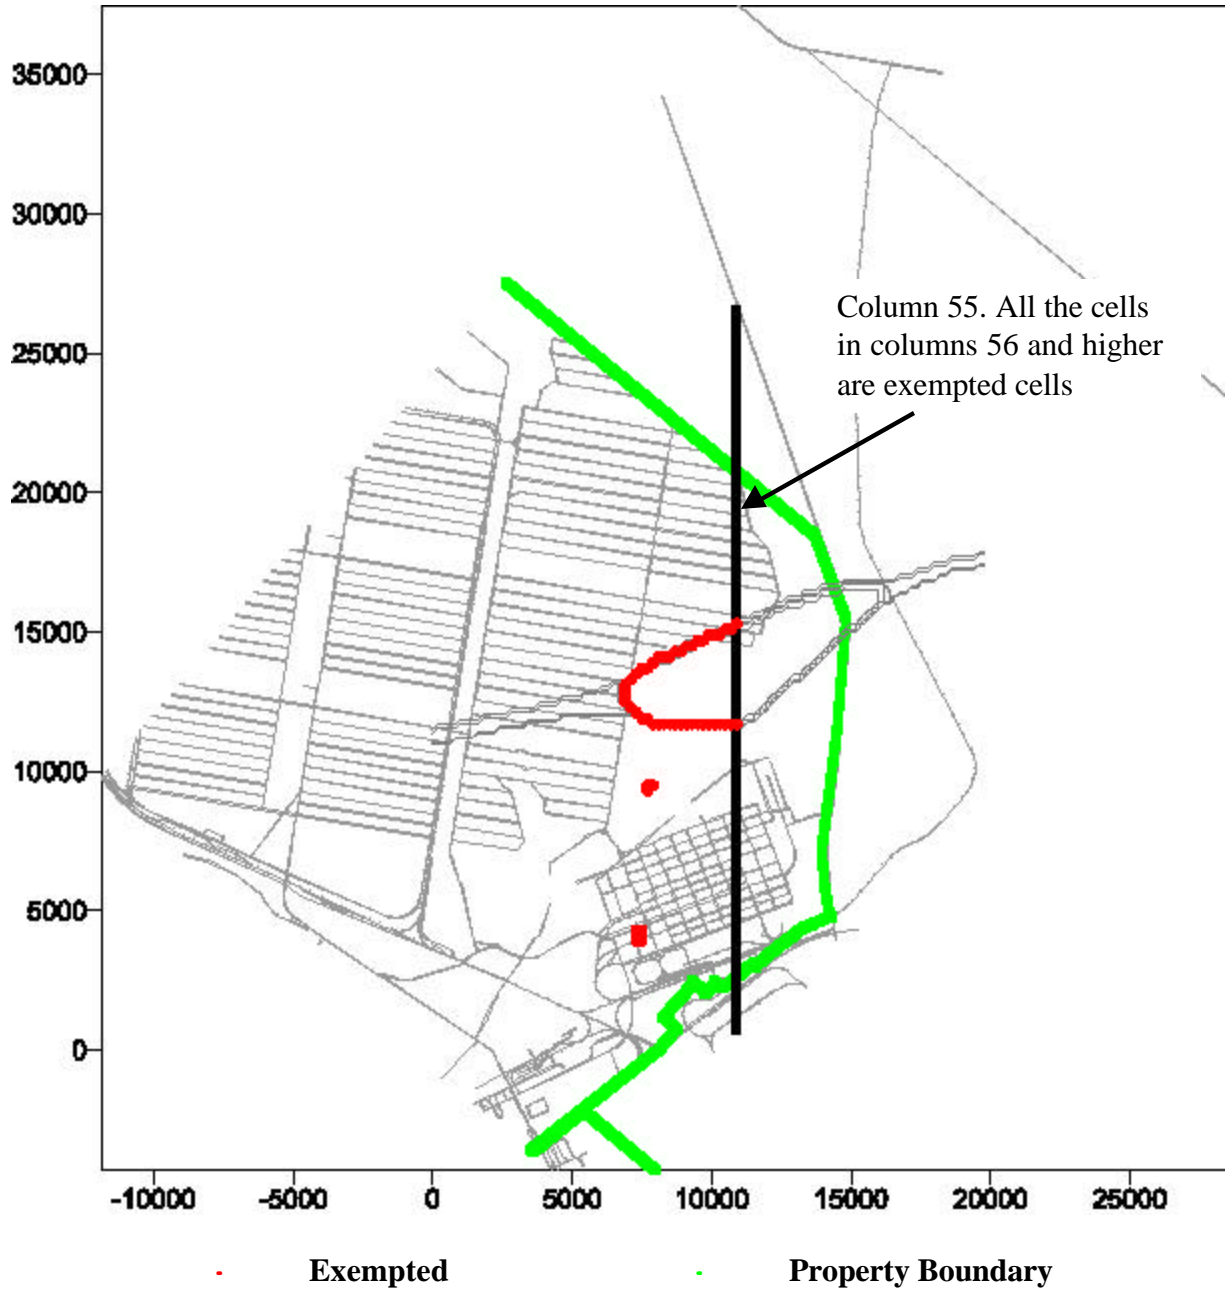 35000
30000
25000
20000
15000
10000
5000
0
Column 55. All the cells
in columns 56 and higher
are exempted cells
-10000 -5000 0 5000 10000 15000 20000 25000
Exempted Property Boundary